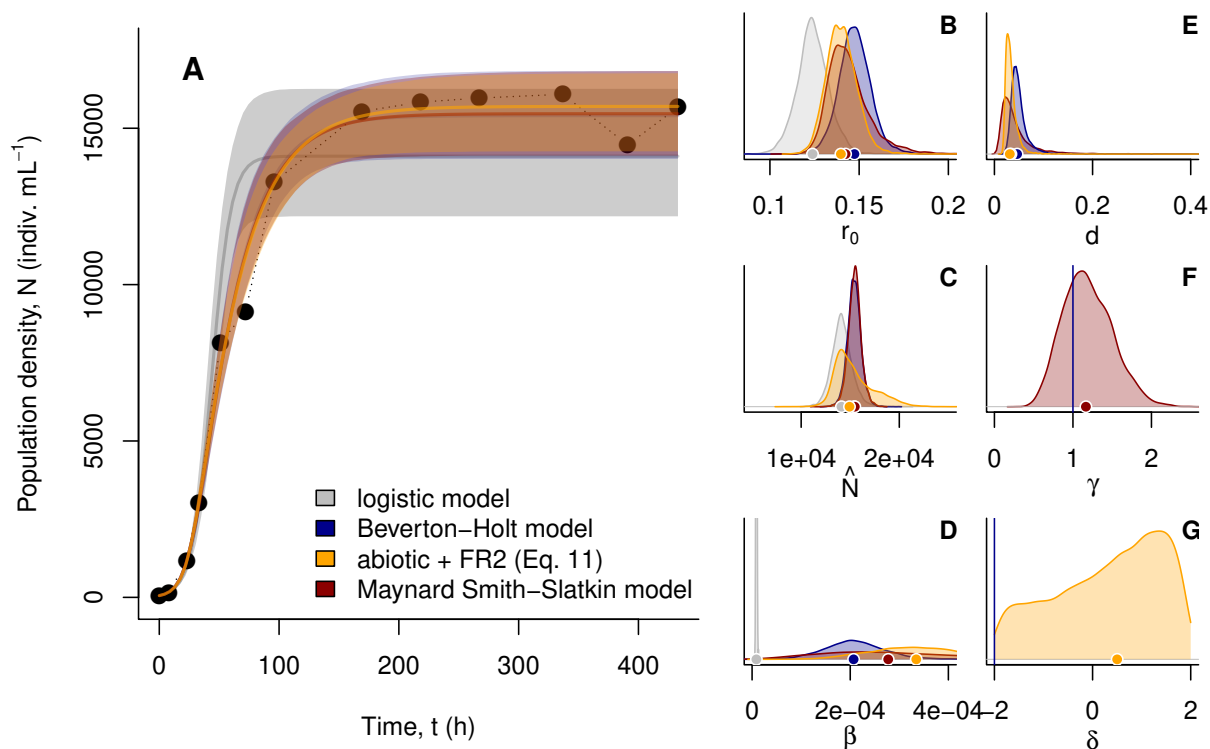 A
Population density, N (indiv. mL⁻¹)
15000
10000
5000
0
0 100 200 300 400
Time, t (h)
logistic model
Beverton−Holt model
abiotic + FR2 (Eq. 11)
Maynard Smith−Slatkin model
B
0.1 0.15 0.2
r₀
E
0 0.2 0.4
d
C
1e+04 2e+04
N̂
F
0 1 2
γ
D
0 2e−04 4e−04
β
G
−2 0 2
δ